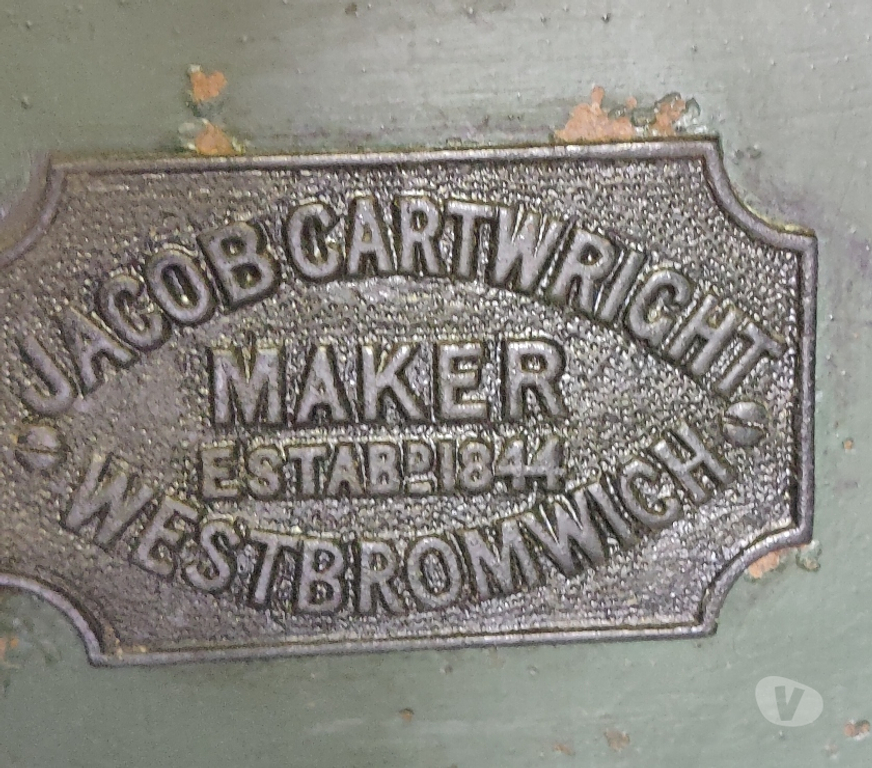 JACOB CARTWRIGHT
MAKER
ESTABD 1844
WESTBROMWICH
V